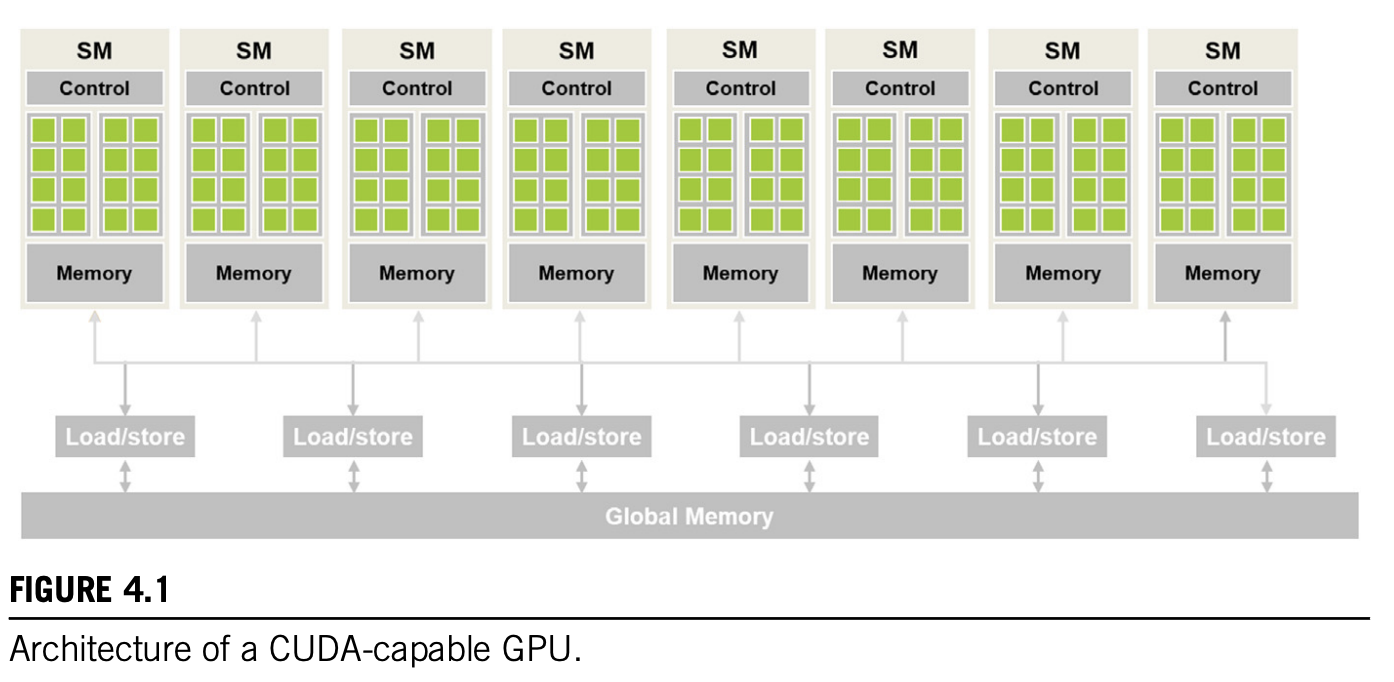 SM SM SM SM SM SM SM SM
Control Control Control Control Control Control Control Control
Memory Memory Memory Memory Memory Memory Memory Memory
Load/store Load/store Load/store Load/store Load/store Load/store
Global Memory
FIGURE 4.1
Architecture of a CUDA-capable GPU.